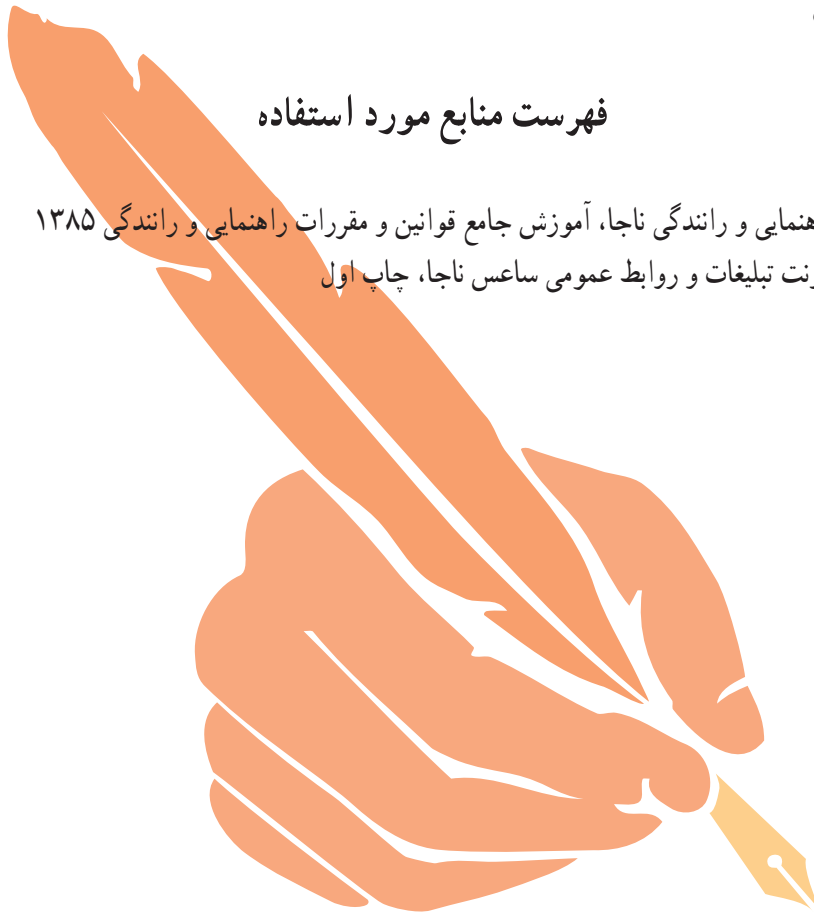 فهرست منابع مورد استفاده
هنمایی و رانندگی ناجا، آموزش جامع قوانین و مقررات راهنمایی و رانندگی ۱۳۸۵
نت تبلیغات و روابط عمومی ساعس ناجا، چاپ اول